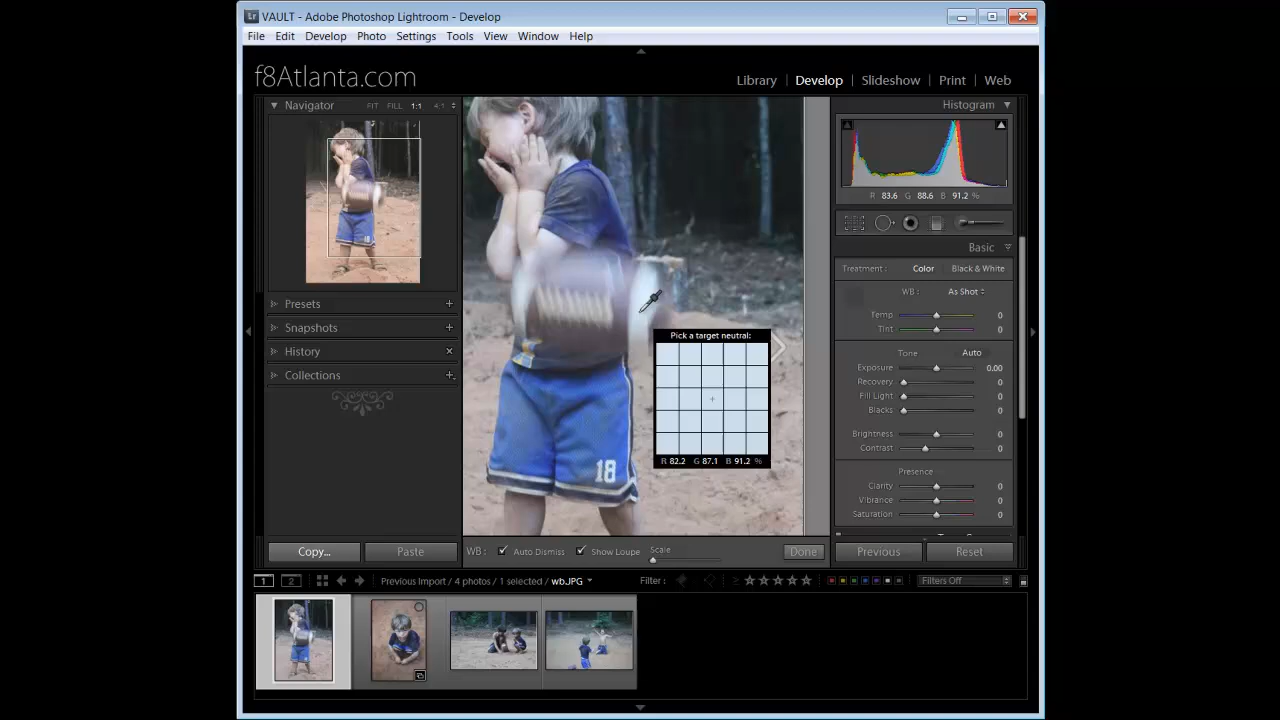 VAULT - Adobe Photoshop Lightroom - Develop
File Edit Develop Photo Settings Tools View Window Help
f8Atlanta.com
Library Develop Slideshow Print Web
Navigator FIT FILL 1:1 4:1
Histogram
R 83.6 G 88.6 B 91.2 %
Basic
Treatment: Color Black & White
WB: As Shot
Temp 0
Tint 0
Tone Auto
Exposure 0.00
Recovery 0
Fill Light 0
Blacks 0
Brightness 0
Contrast 0
Presence
Clarity 0
Vibrance 0
Saturation 0
Presets
Snapshots
History
Collections
Pick a target neutral:
R 82.2 G 87.1 B 91.2 %
18
18
Copy... Paste
WB: Auto Dismiss Show Loupe Scale Done
Previous Reset
1 2 Previous Import / 4 photos / 1 selected / wb.JPG Filter: Filters Off